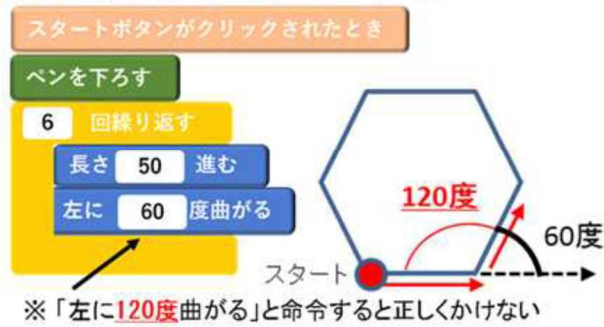 スタートボタンがクリックされたとき
ペンを下ろす
6 回繰り返す
長さ 50 進む
左に 60 度曲がる
120度
60度
スタート
※「左に120度曲がる」と命令すると正しくかけない